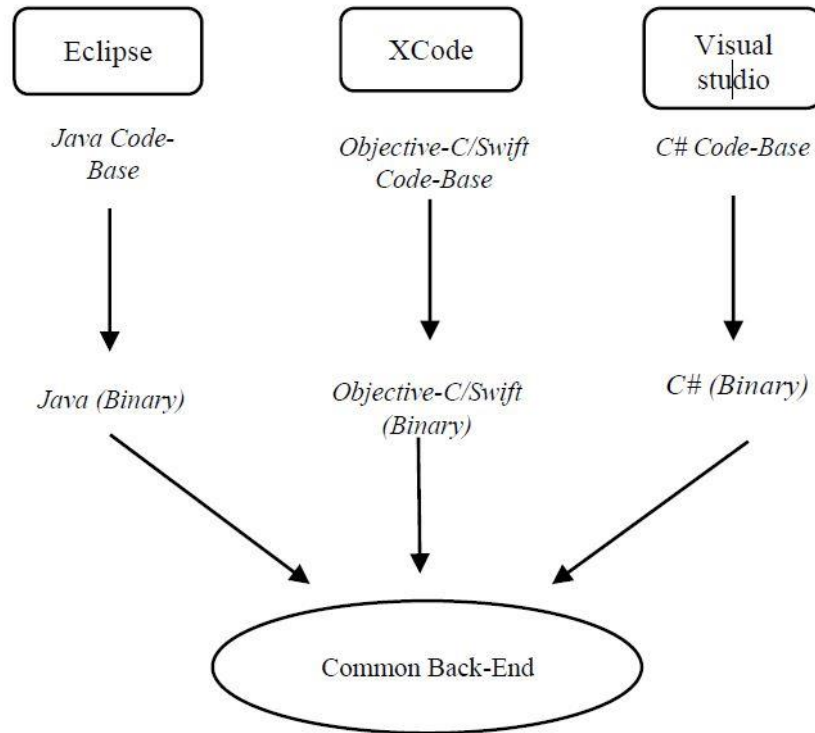 Eclipse
XCode
Visual
studio
Java Code-
Base
Objective-C/Swift
Code-Base
C# Code-Base
Java (Binary)
Objective-C/Swift
(Binary)
C# (Binary)
Common Back-End